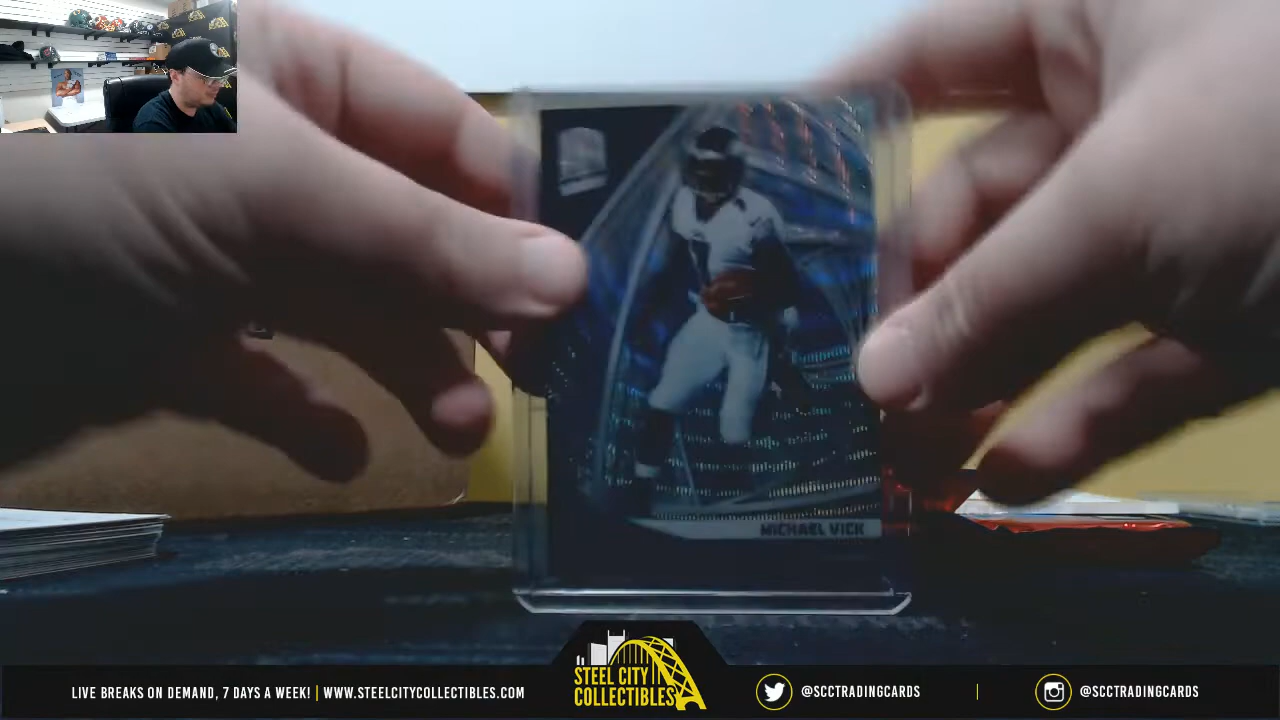 MICHAEL VICK
LIVE BREAKS ON DEMAND, 7 DAYS A WEEK! | WWW.STEELCITYCOLLECTIBLES.COM
STEEL CITY
COLLECTIBLES
@SCCTRADINGCARDS
@SCCTRADINGCARDS